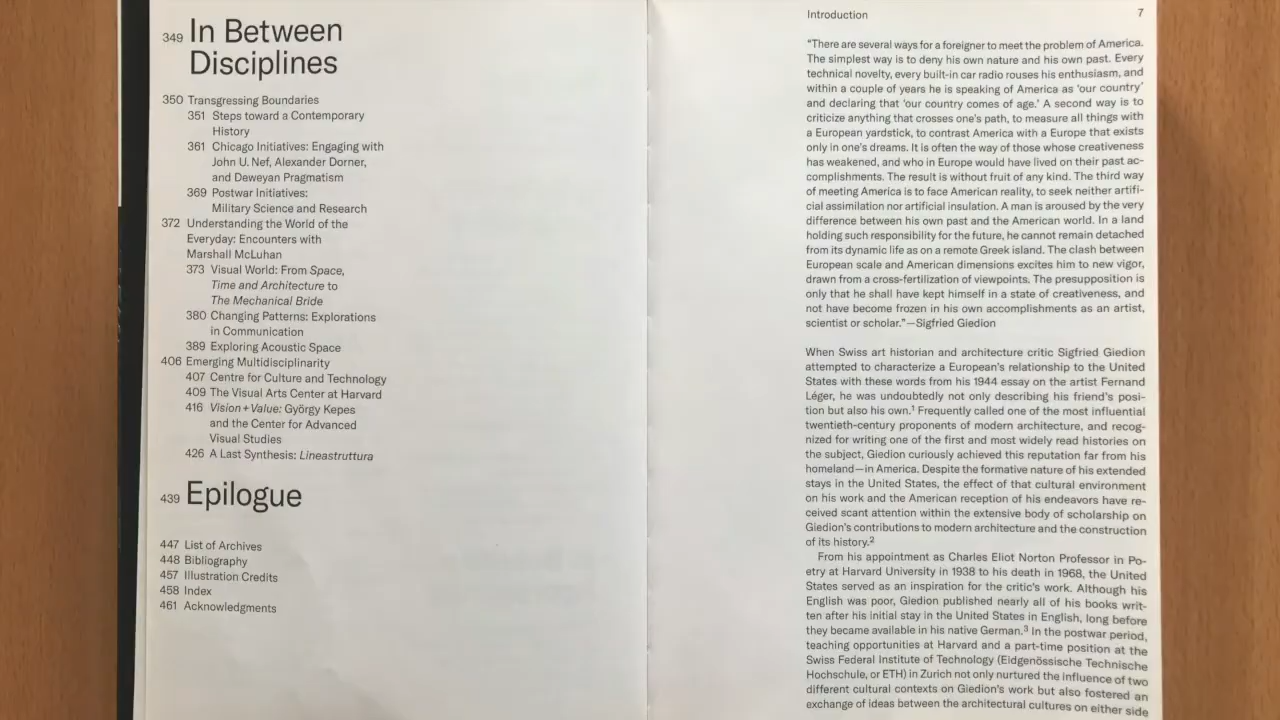 349 In Between
Disciplines
350 Transgressing Boundaries
351 Steps toward a Contemporary
History
361 Chicago Initiatives: Engaging with
John U. Nef, Alexander Dorner,
and Deweyan Pragmatism
369 Postwar Initiatives:
Military Science and Research
372 Understanding the World of the
Everyday: Encounters with
Marshall McLuhan
373 Visual World: From Space,
Time and Architecture to
The Mechanical Bride
380 Changing Patterns: Explorations
in Communication
389 Exploring Acoustic Space
406 Emerging Multidisciplinarity
407 Centre for Culture and Technology
409 The Visual Arts Center at Harvard
416 Vision + Value: György Kepes
and the Center for Advanced
Visual Studies
426 A Last Synthesis: Lineastruttura
439 Epilogue
447 List of Archives
448 Bibliography
457 Illustration Credits
458 Index
461 Acknowledgments
Introduction 7
“There are several ways for a foreigner to meet the problem of America.
The simplest way is to deny his own nature and his own past. Every
technical novelty, every built-in car radio rouses his enthusiasm, and
within a couple of years he is speaking of America as ‘our country’
and declaring that ‘our country comes of age.’ A second way is to
criticize anything that crosses one’s path, to measure all things with
a European yardstick, to contrast America with a Europe that exists
only in one’s dreams. It is often the way of those whose creativeness
has weakened, and who in Europe would have lived on their past ac-
complishments. The result is without fruit of any kind. The third way
of meeting America is to face American reality, to seek neither artifi-
cial assimilation nor artificial insulation. A man is aroused by the very
difference between his own past and the American world. In a land
holding such responsibility for the future, he cannot remain detached
from its dynamic life as on a remote Greek island. The clash between
European scale and American dimensions excites him to new vigor,
drawn from a cross-fertilization of viewpoints. The presupposition is
only that he shall have kept himself in a state of creativeness, and
not have become frozen in his own accomplishments as an artist,
scientist or scholar.”—Sigfried Giedion
When Swiss art historian and architecture critic Sigfried Giedion
attempted to characterize a European’s relationship to the United
States with these words from his 1944 essay on the artist Fernand
Léger, he was undoubtedly not only describing his friend’s posi-
tion but also his own.¹ Frequently called one of the most influential
twentieth-century proponents of modern architecture, and recog-
nized for writing one of the first and most widely read histories on
the subject, Giedion curiously achieved this reputation far from his
homeland—in America. Despite the formative nature of his extended
stays in the United States, the effect of that cultural environment
on his work and the American reception of his endeavors have re-
ceived scant attention within the extensive body of scholarship on
Giedion’s contributions to modern architecture and the construction
of its history.²
From his appointment as Charles Eliot Norton Professor in Po-
etry at Harvard University in 1938 to his death in 1968, the United
States served as an inspiration for the critic’s work. Although his
English was poor, Giedion published nearly all of his books writ-
ten after his initial stay in the United States in English, long before
they became available in his native German.³ In the postwar period,
teaching opportunities at Harvard and a part-time position at the
Swiss Federal Institute of Technology (Eidgenössische Technische
Hochschule, or ETH) in Zurich not only nurtured the influence of two
different cultural contexts on Giedion’s work but also fostered an
exchange of ideas between the architectural cultures on either side